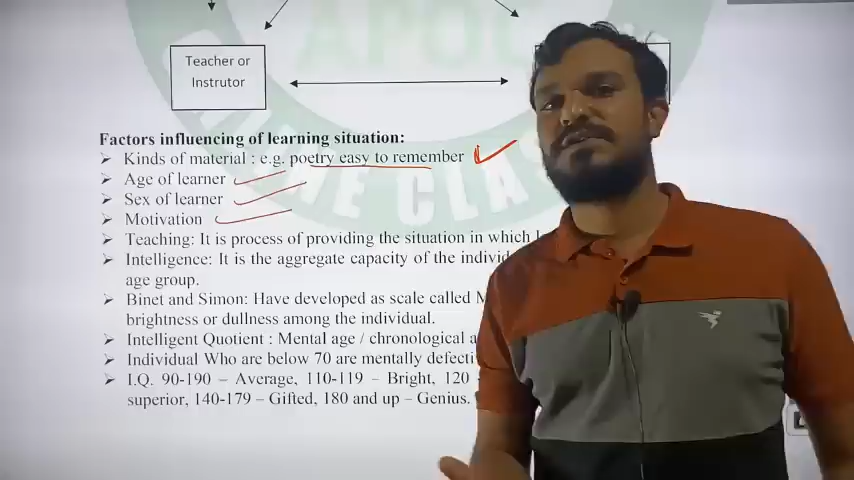 APOC
Teacher or
Instrutor
Factors influencing of learning situation:
Kinds of material : e.g. poetry easy to remember
Age of learner
Sex of learner
Motivation
Teaching: It is process of providing the situation in which
Intelligence: It is the aggregate capacity of the
age group.
Binet and Simon: Have developed as scale called
brightness or dullness among the individual.
Intelligent Quotient : Mental age / chronological
Individual Who are below 70 are mentally
I.Q. 90-190 – Average, 110-119 – Bright, 120
superior, 140-179 – Gifted, 180 and up – Genius.